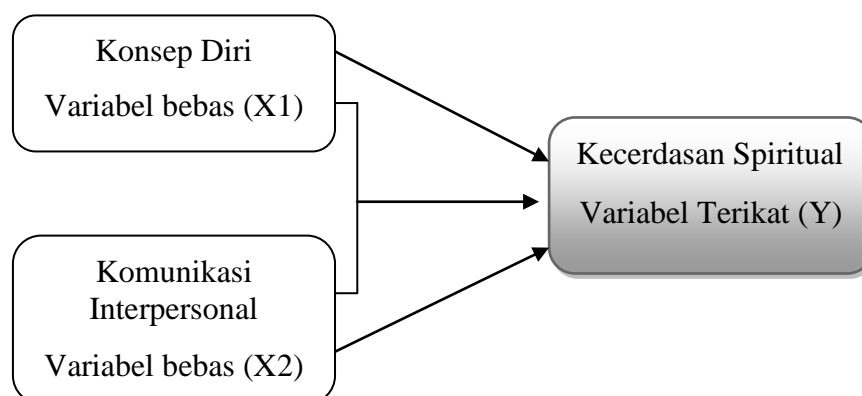 Konsep Diri
Variabel bebas (X1)
Kecerdasan Spiritual
Variabel Terikat (Y)
Komunikasi
Interpersonal
Variabel bebas (X2)